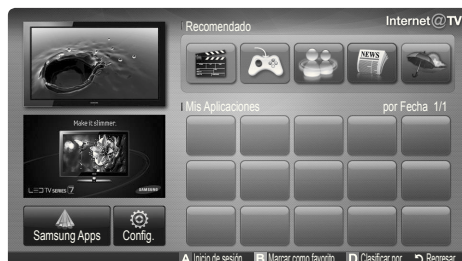 Recomendado
Internet@TV
NEWS
Mis Aplicaciones
por Fecha 1/1
Make it slimmer.
LED TV SERIES 7
SAMSUNG
Samsung Apps
Config.
A Inicio de sesión B Marcar como favorito D Clasificar por Regresar